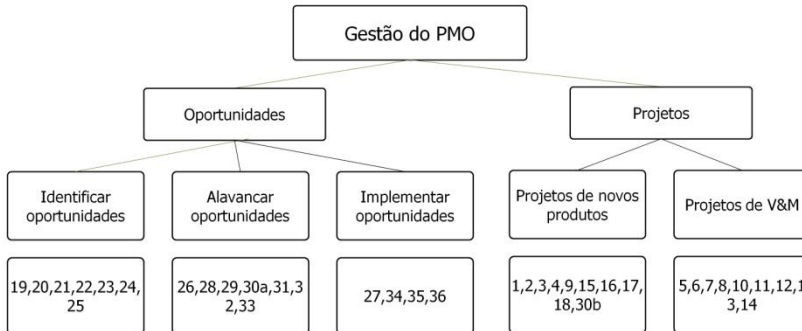 Gestão do PMO
Oportunidades
Projetos
Identificar
oportunidades
Alavancar
oportunidades
Implementar
oportunidades
Projetos de novos
produtos
Projetos de V&M
19,20,21,22,23,24,
25
26,28,29,30a,31,3
2,33
27,34,35,36
1,2,3,4,9,15,16,17,
18,30b
5,6,7,8,10,11,12,1
3,14